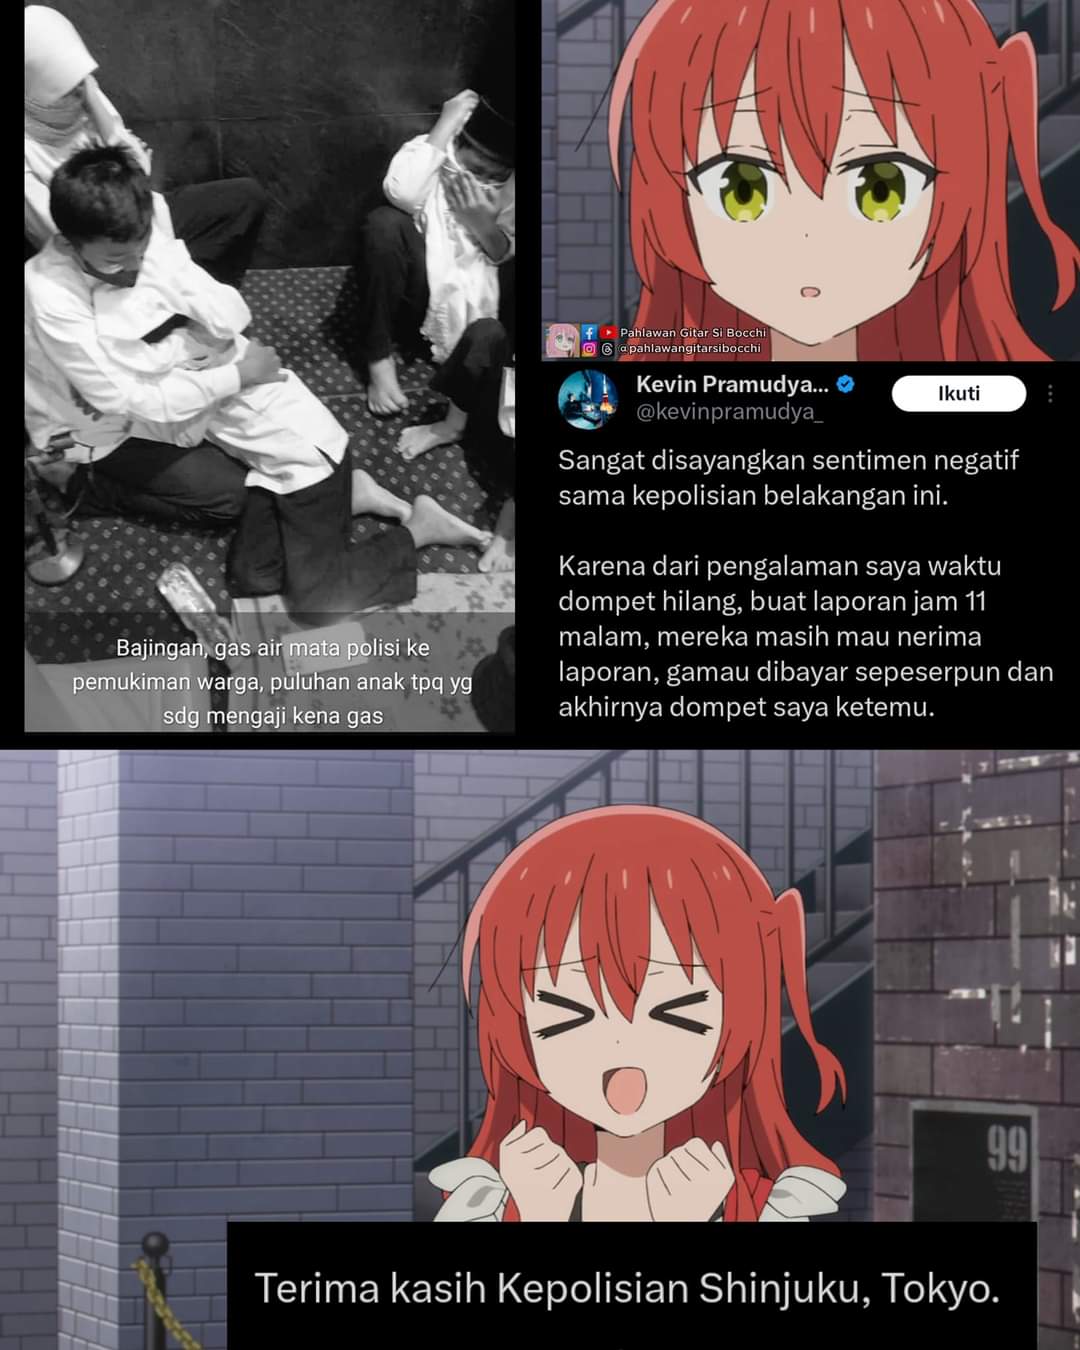 Bajingan, gas air mata polisi ke
pemukiman warga, puluhan anak tpq yg
sdg mengaji kena gas
Pahlawan Gitar Si Bocchi
@pahlawangitarsibocchi
Kevin Pramudya...
Ikuti
@kevinpramudya_
Sangat disayangkan sentimen negatif
sama kepolisian belakangan ini.
Karena dari pengalaman saya waktu
dompet hilang, buat laporan jam 11
malam, mereka masih mau nerima
laporan, gamau dibayar sepeserpun dan
akhirnya dompet saya ketemu.
99
Terima kasih Kepolisian Shinjuku, Tokyo.